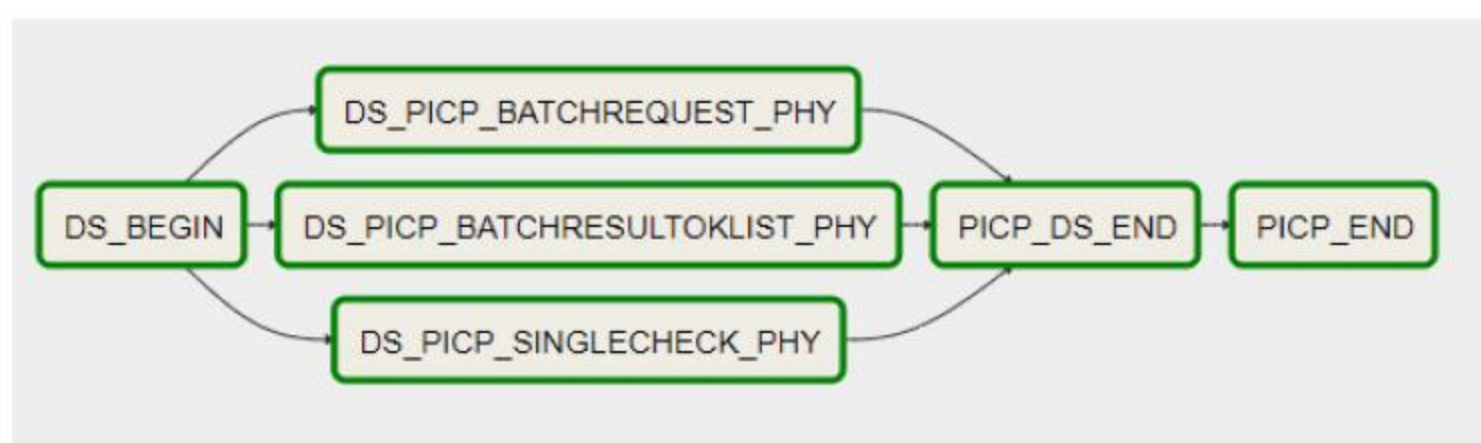 DS_PICP_BATCHREQUEST_PHY
DS_BEGIN
DS_PICP_BATCHRESULTOKLIST_PHY
PICP_DS_END
PICP_END
DS_PICP_SINGLECHECK_PHY